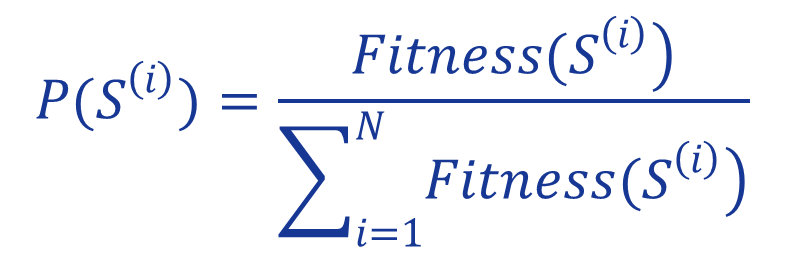 P(S^(i)) = Fitness(S^(i)) / ∑_{i=1}^{N} Fitness(S^(i))